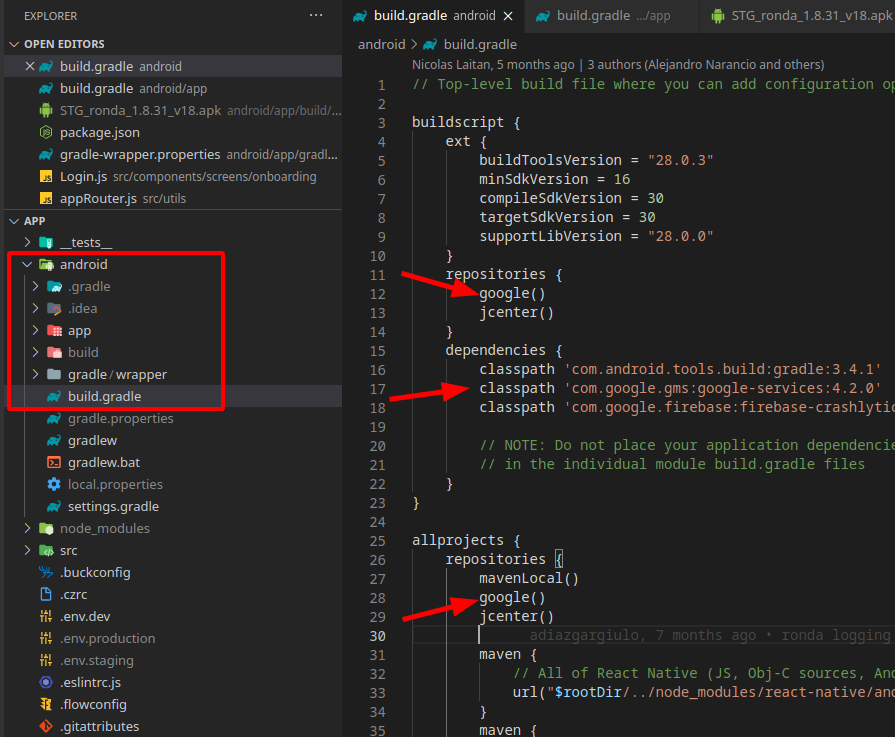 EXPLORER
···
OPEN EDITORS
build.gradle android
build.gradle android/app
STG_ronda_1.8.31_v18.apk android/app/build/...
package.json
gradle-wrapper.properties android/app/gradl...
Login.js src/components/screens/onboarding
appRouter.js src/utils
APP
__tests__
android
.gradle
.idea
app
build
gradle/wrapper
build.gradle
gradle.properties
gradlew
gradlew.bat
local.properties
settings.gradle
node_modules
src
.buckconfig
.czrc
.env.dev
.env.production
.env.staging
.eslintrc.js
.flowconfig
.gitattributes
build.gradle android
build.gradle .../app
STG_ronda_1.8.31_v18.apk
android > build.gradle
Nicolas Laitan, 5 months ago | 3 authors (Alejandro Narancio and others)
1 // Top-level build file where you can add configuration op
2
3 buildscript {
4 ext {
5 buildToolsVersion = "28.0.3"
6 minSdkVersion = 16
7 compileSdkVersion = 30
8 targetSdkVersion = 30
9 supportLibVersion = "28.0.0"
10 }
11 repositories {
12 google()
13 jcenter()
14 }
15 dependencies {
16 classpath 'com.android.tools.build:gradle:3.4.1'
17 classpath 'com.google.gms:google-services:4.2.0'
18 classpath 'com.google.firebase:firebase-crashlytic
19
20 // NOTE: Do not place your application dependencie
21 // in the individual module build.gradle files
22 }
23 }
24
25 allprojects {
26 repositories {
27 mavenLocal()
28 google()
29 jcenter()
30 adiazgargiulo, 7 months ago • ronda logging
31 maven {
32 // All of React Native (JS, Obj-C sources, And
33 url("$rootDir/../node_modules/react-native/and
34 }
35 maven {